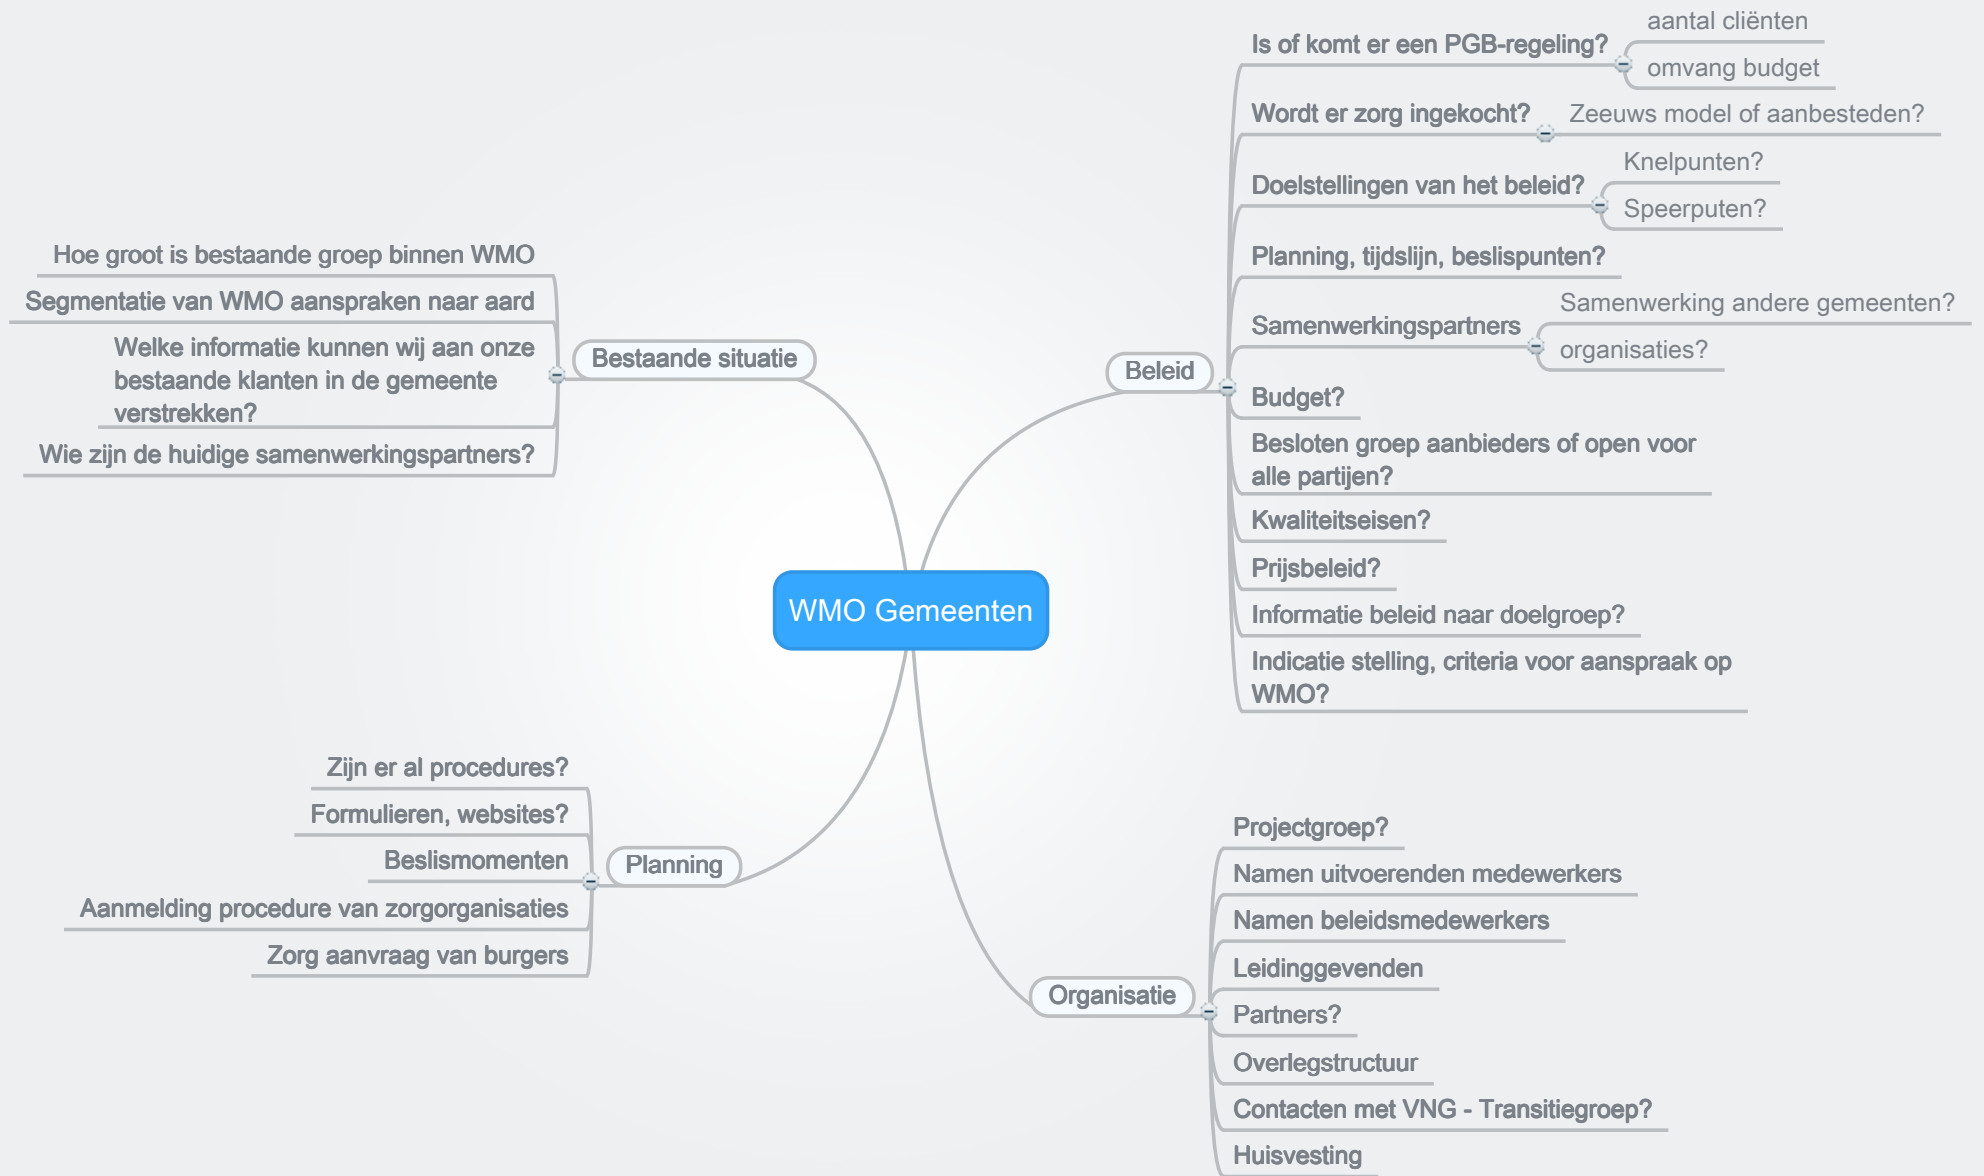 WMO Gemeenten
Bestaande situatie
Hoe groot is bestaande groep binnen WMO
Segmentatie van WMO aanspraken naar aard
Welke informatie kunnen wij aan onze
bestaande klanten in de gemeente
verstrekken?
Wie zijn de huidige samenwerkingspartners?
Planning
Zijn er al procedures?
Formulieren, websites?
Beslismomenten
Aanmelding procedure van zorgorganisaties
Zorg aanvraag van burgers
Beleid
Is of komt er een PGB-regeling?
aantal cliënten
omvang budget
Wordt er zorg ingekocht?
Zeeuws model of aanbesteden?
Doelstellingen van het beleid?
Knelpunten?
Speerputen?
Planning, tijdslijn, beslispunten?
Samenwerkingspartners
Samenwerking andere gemeenten?
organisaties?
Budget?
Besloten groep aanbieders of open voor
alle partijen?
Kwaliteitseisen?
Prijsbeleid?
Informatie beleid naar doelgroep?
Indicatie stelling, criteria voor aanspraak op
WMO?
Organisatie
Projectgroep?
Namen uitvoerenden medewerkers
Namen beleidsmedewerkers
Leidinggevenden
Partners?
Overlegstructuur
Contacten met VNG - Transitiegroep?
Huisvesting